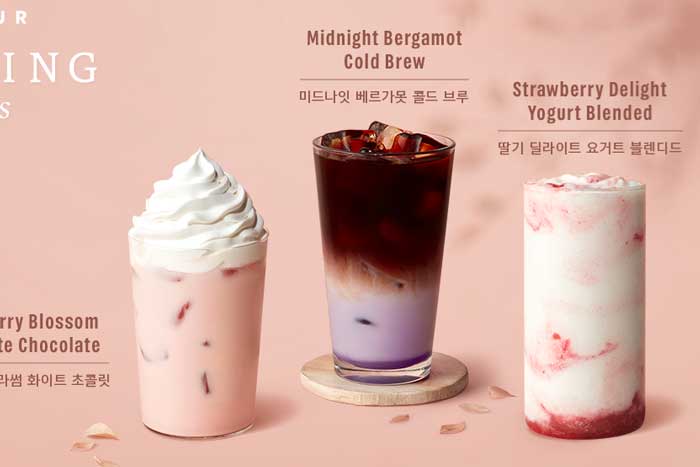 UR
ING
S
Midnight Bergamot
Cold Brew
미드나잇 베르가못 콜드 브루
Strawberry Delight
Yogurt Blended
딸기 딜라이트 요거트 블렌디드
rry Blossom
te Chocolate
라썸 화이트 초콜릿